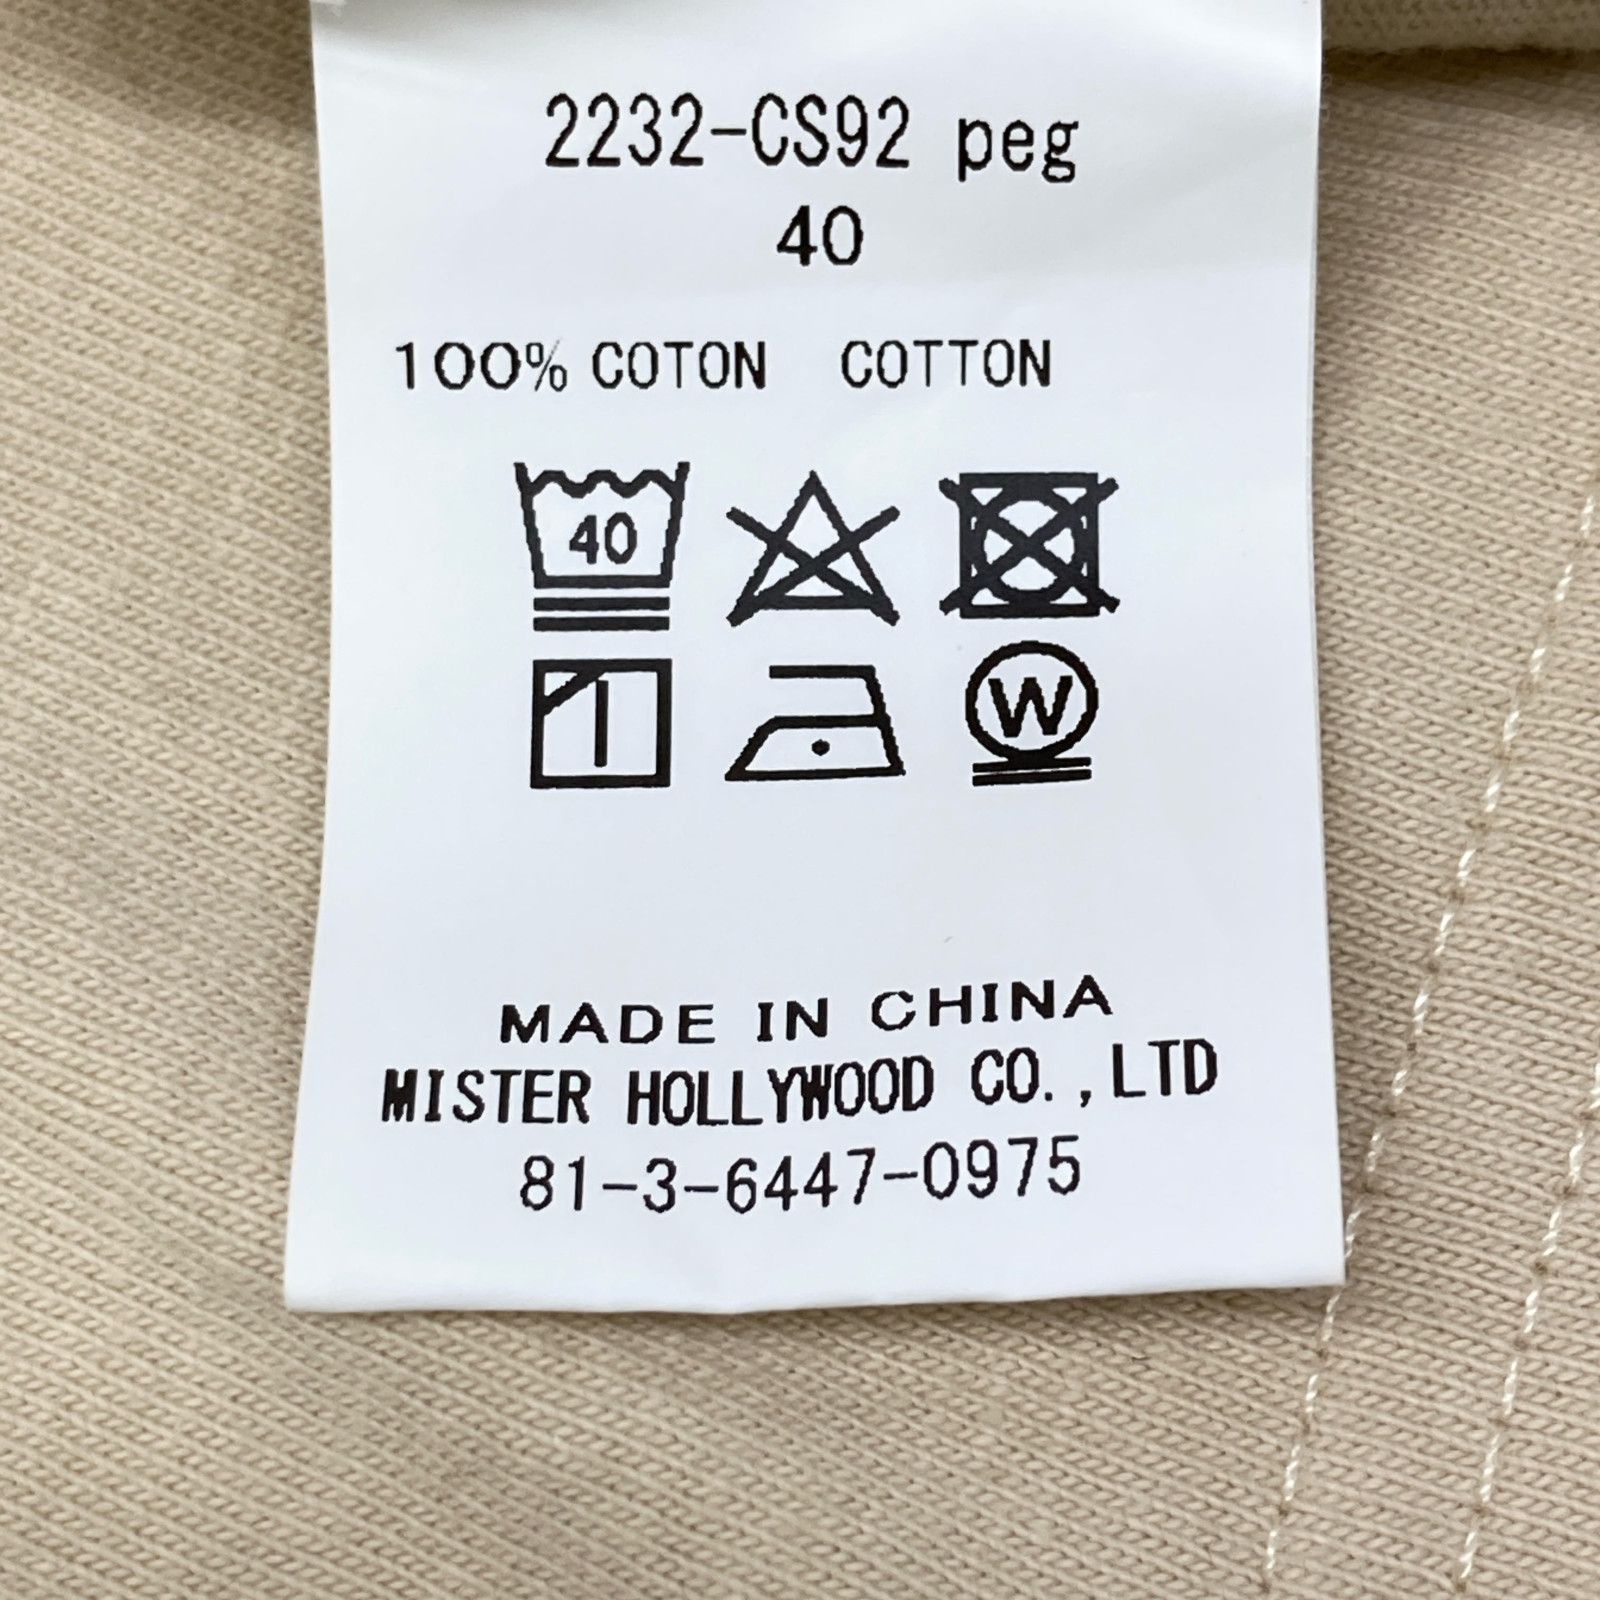 2232-CS92 peg
40
100% COTON COTTON
40
W
MADE IN CHINA
MISTER HOLLYWOOD CO.,LTD
81-3-6447-0975